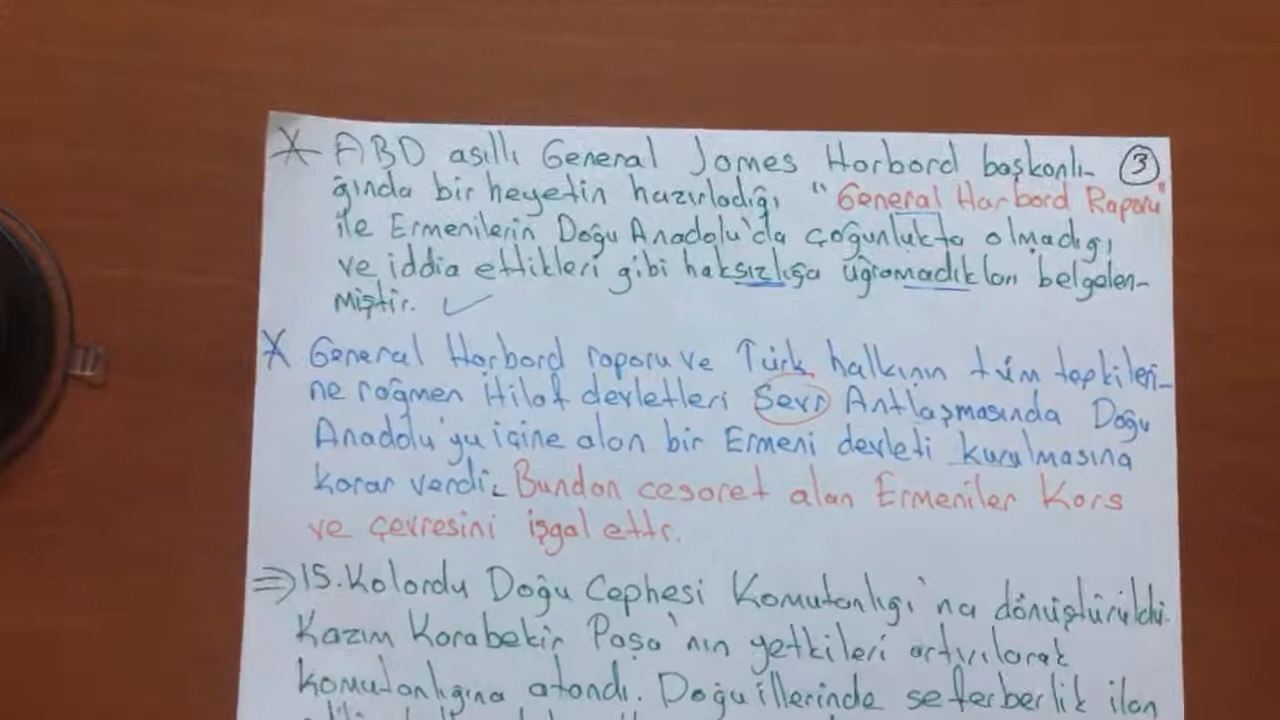 * ABD asıllı General James Harbord başkanlı- ③
ğında bir heyetin hazırladığı "General Harbord Raporu"
ile Ermenilerin Doğu Anadolu'da çoğunlukta olmadığı
ve iddia ettikleri gibi haksızlığa uğramadıkları belgelen-
miştir. ✓
* General Harbord raporu ve Türk halkının tüm tepkileri-
ne rağmen İtilaf devletleri Sevr Antlaşmasında Doğu
Anadolu'yu içine alan bir Ermeni devleti kurulmasına
karar verdi. Bundan cesaret alan Ermeniler Kars
ve çevresini işgal etti.
⇒ 15. Kolordu Doğu Cephesi Komutanlığı'na dönüştürüldü.
Kazım Karabekir Paşa'nın yetkileri artırılarak
komutanlığına atandı. Doğu illerinde seferberlik ilan